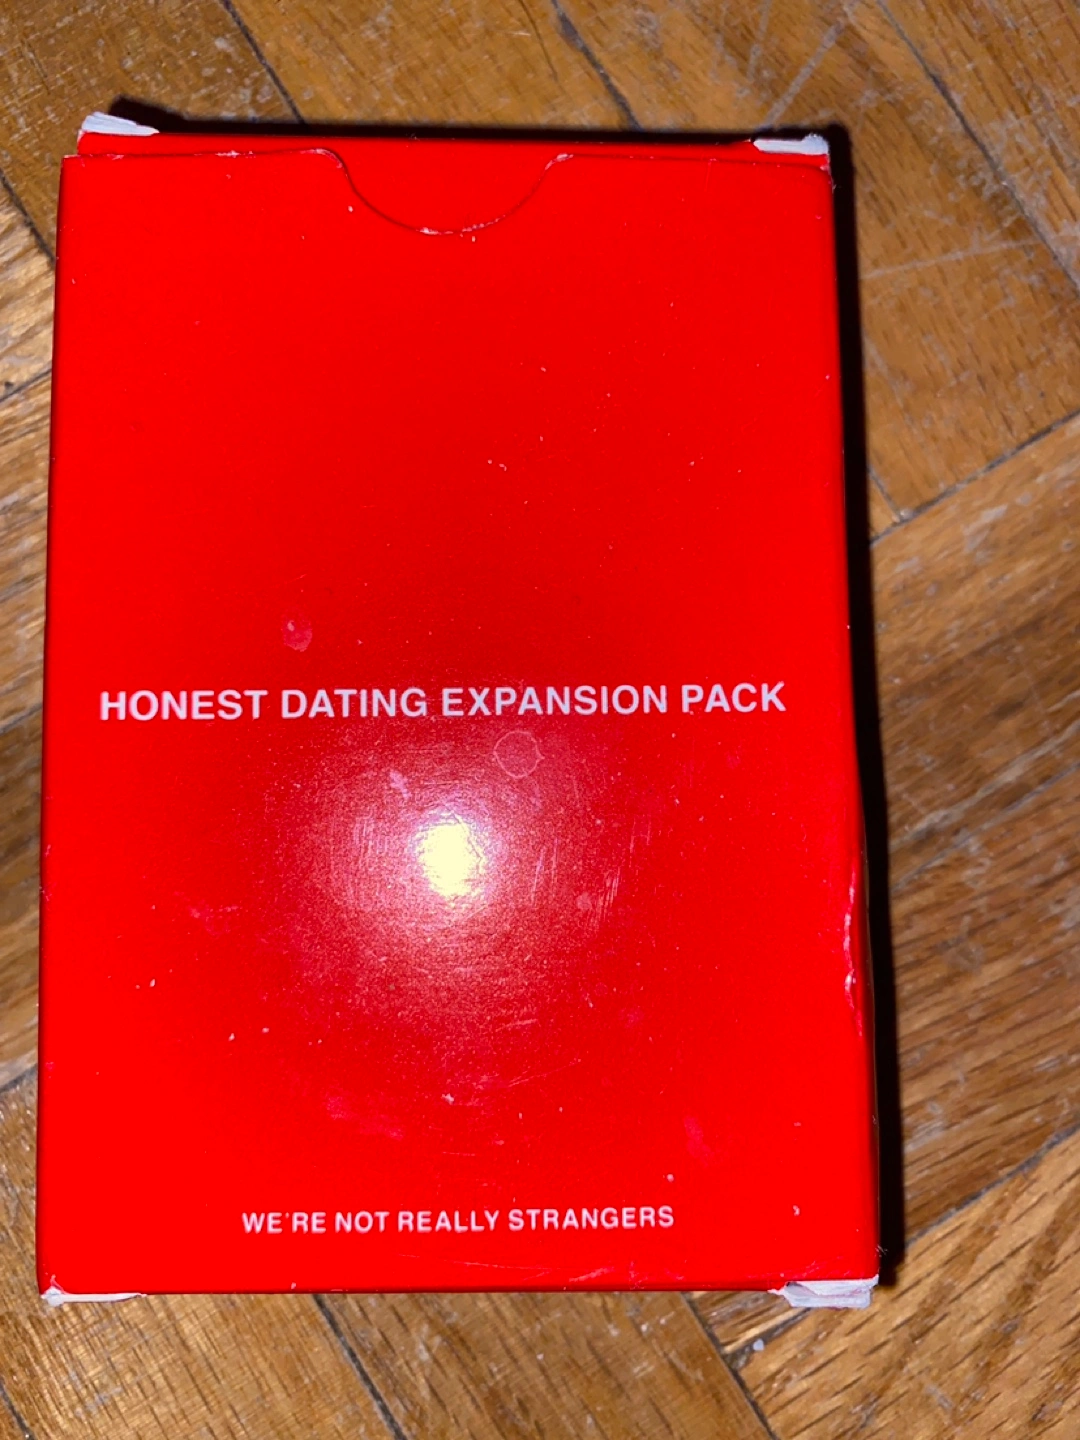 HONEST DATING EXPANSION PACK
WE'RE NOT REALLY STRANGERS